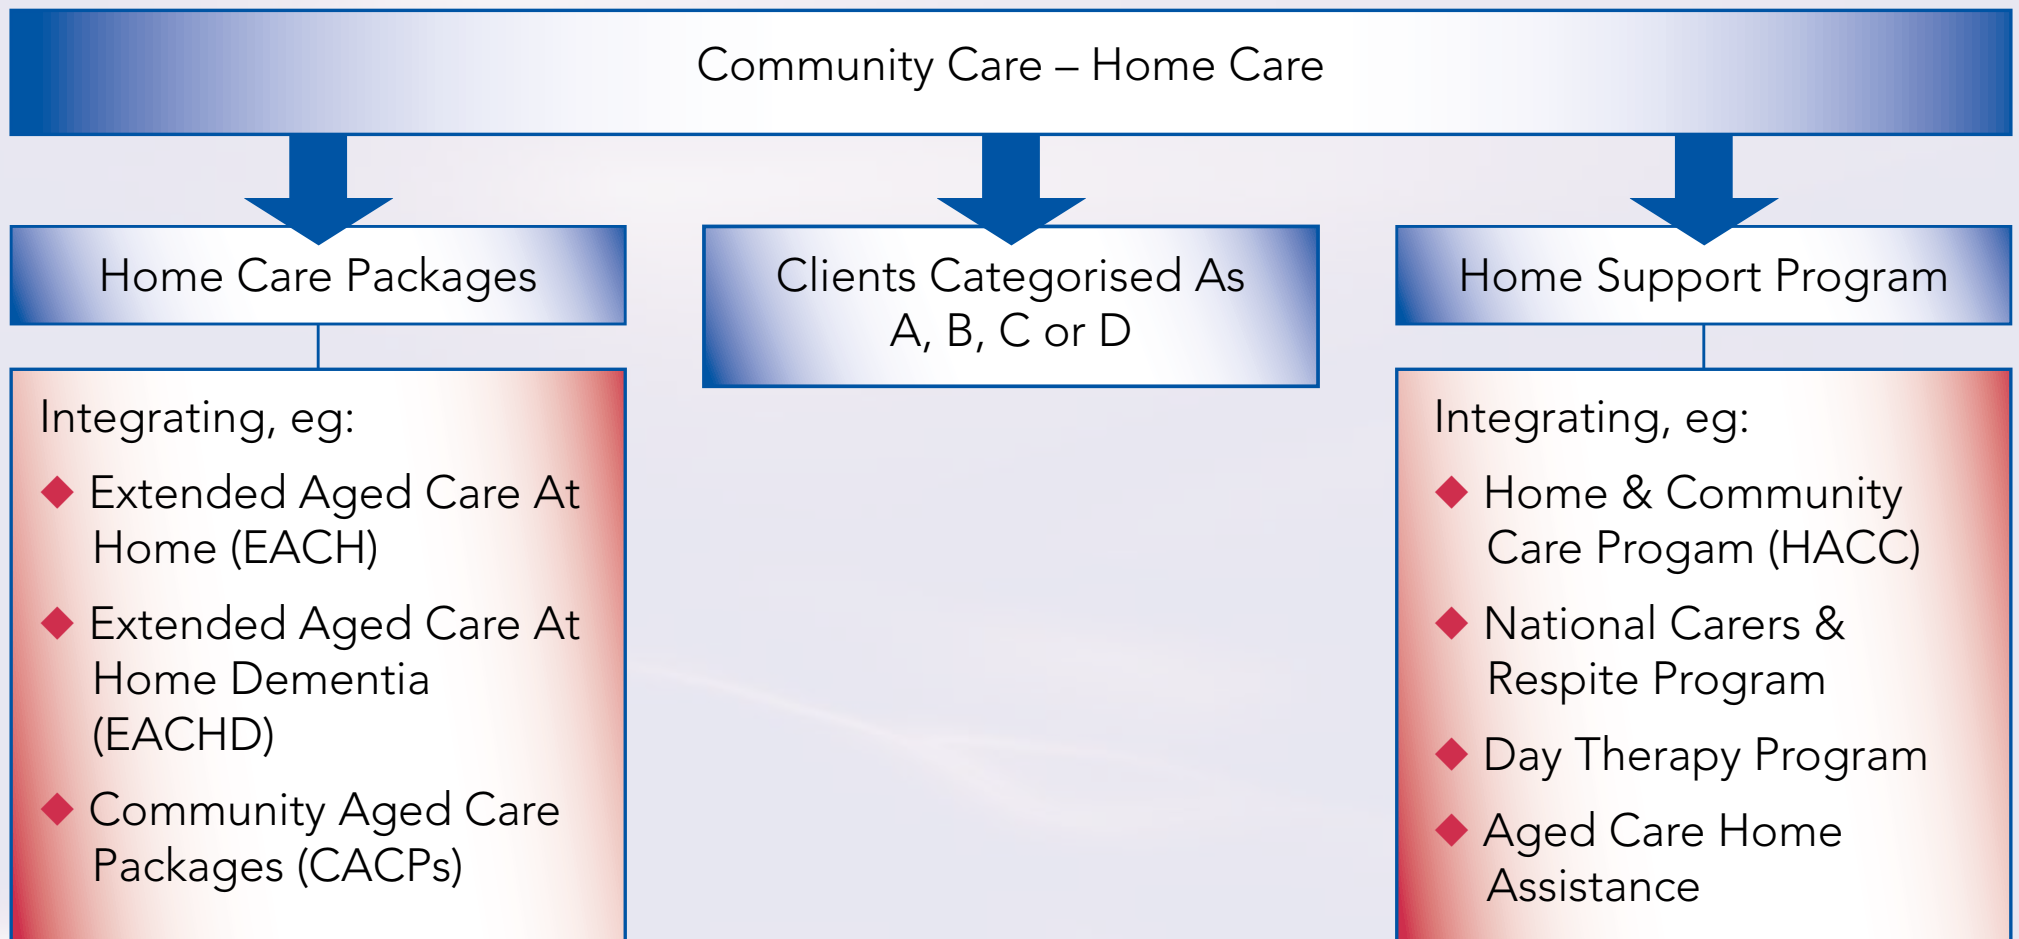 Community Care – Home Care
Home Care Packages
Integrating, eg:
Extended Aged Care At
Home (EACH)
Extended Aged Care At
Home Dementia
(EACHD)
Community Aged Care
Packages (CACPs)
Clients Categorised As
A, B, C or D
Home Support Program
Integrating, eg:
Home & Community
Care Progam (HACC)
National Carers &
Respite Program
Day Therapy Program
Aged Care Home
Assistance